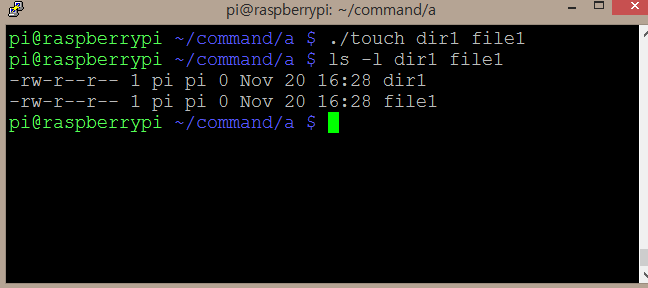 pi@raspberrypi: ~/command/a
pi@raspberrypi ~/command/a $ ./touch dir1 file1
pi@raspberrypi ~/command/a $ ls -l dir1 file1
-rw-r--r-- 1 pi pi 0 Nov 20 16:28 dir1
-rw-r--r-- 1 pi pi 0 Nov 20 16:28 file1
pi@raspberrypi ~/command/a $